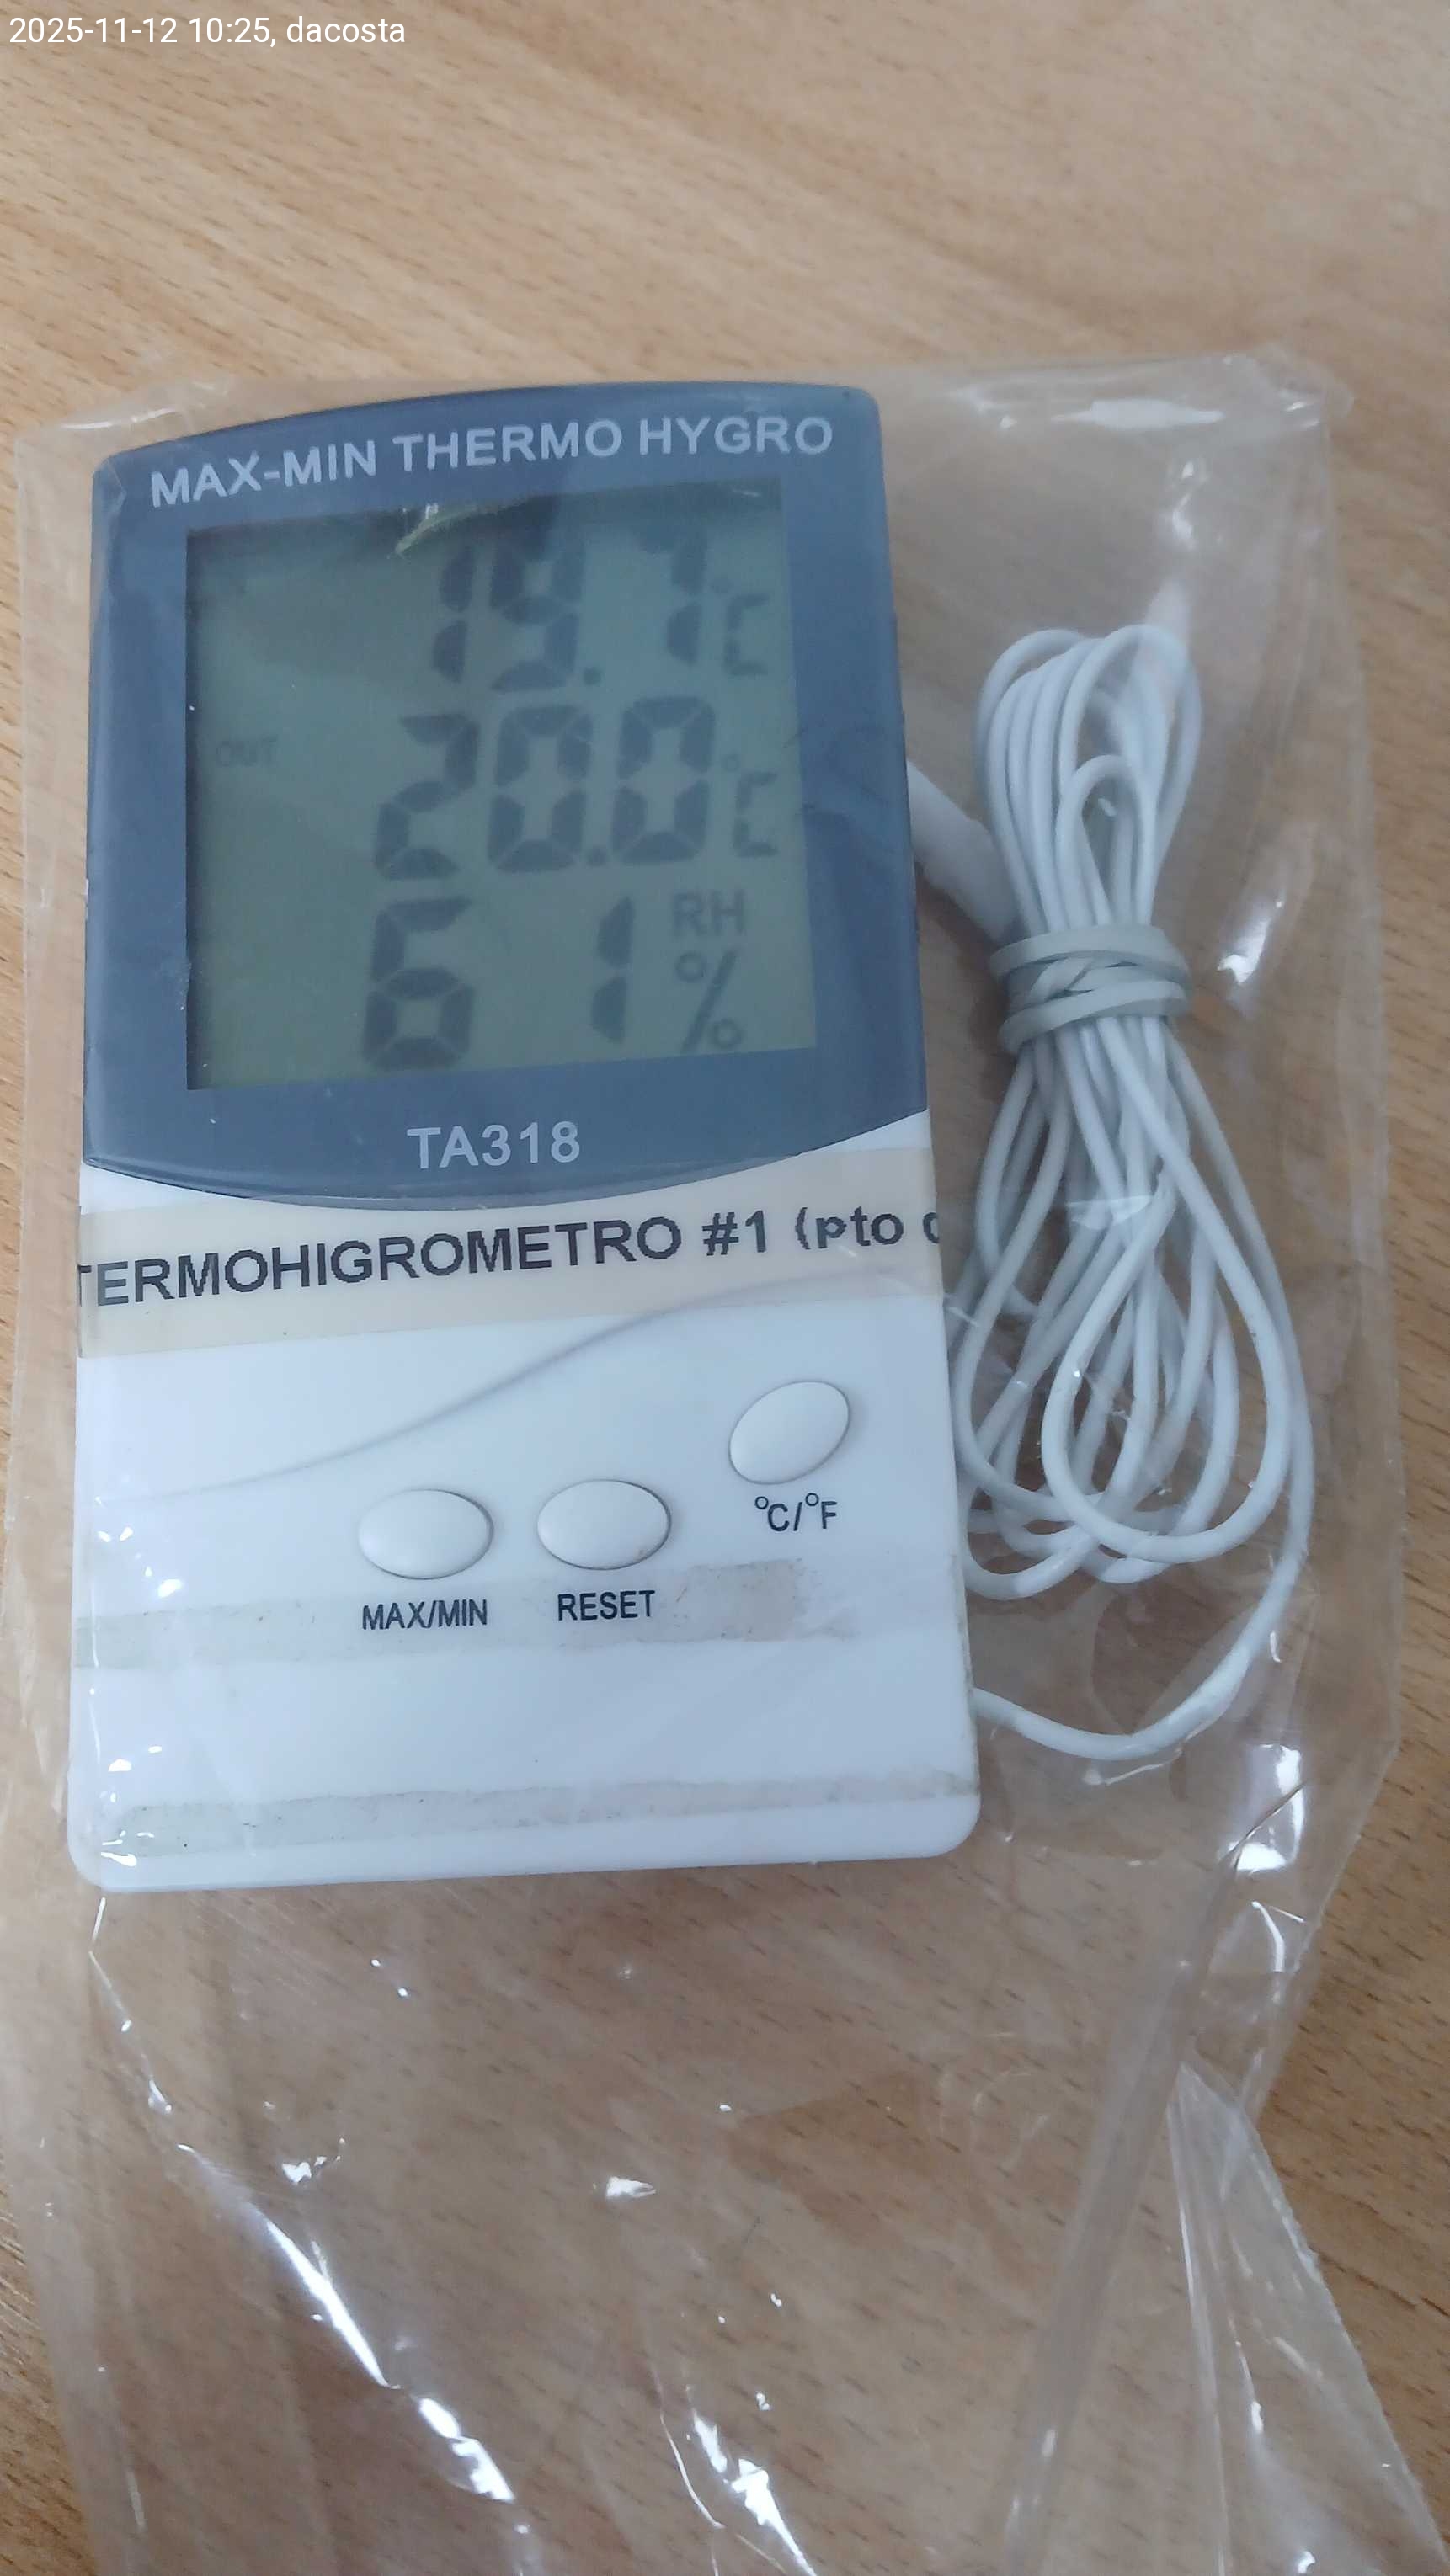 2025-11-12 10:25, dacosta
MAX-MIN THERMO HYGRO
19.7°C
OUT 20.0°C
61 RH %
TA318
TERMOHIGROMETRO #1 (pto
°C/°F
MAX/MIN RESET